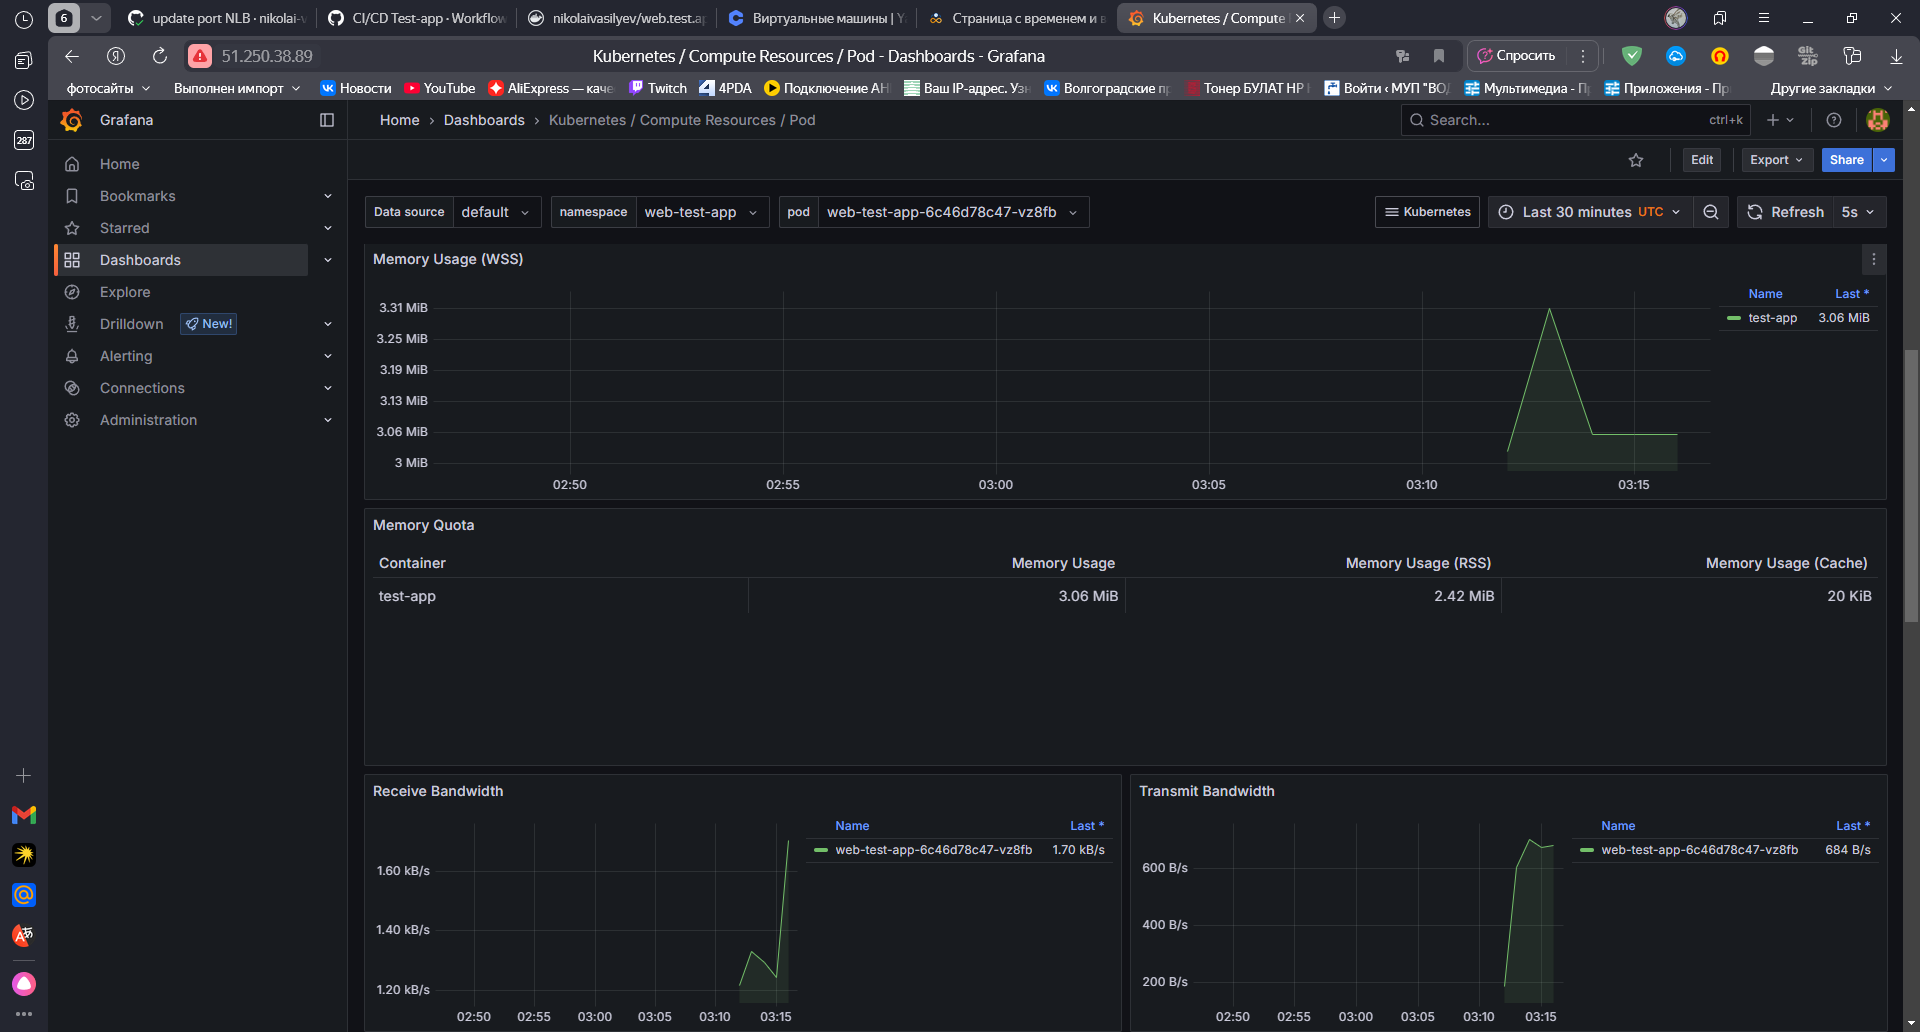 6
update port NLB · nikolai-v
CI/CD Test-app · Workflow
nikolaivasilyev/web.test.a
Виртуальные машины | Y
Страница с временем и в
Kubernetes / Compute
51.250.38.89
Kubernetes / Compute Resources / Pod - Dashboards - Grafana
Спросить
Git
Zip
фотосайты
Выполнен импорт
Новости
YouTube
AliExpress — каче
Twitch
4PDA
Подключение АН
Ваш IP-адрес. Узн
Волгоградские пр
Тонер БУЛАТ HP
Войти ‹ МУП "ВОД
Мультимедиа - П
Приложения - Пр
Другие закладки
287
Grafana
Home › Dashboards › Kubernetes / Compute Resources / Pod
Search...
ctrl+k
Edit
Export
Share
Home
Bookmarks
Starred
Dashboards
Explore
Drilldown
New!
Alerting
Connections
Administration
Data source default
namespace web-test-app
pod web-test-app-6c46d78c47-vz8fb
Kubernetes
Last 30 minutes UTC
Refresh
5s
Memory Usage (WSS)
3.31 MiB
3.25 MiB
3.19 MiB
3.13 MiB
3.06 MiB
3 MiB
02:50 02:55 03:00 03:05 03:10 03:15
Name Last *
test-app 3.06 MiB
Memory Quota
Container Memory Usage Memory Usage (RSS) Memory Usage (Cache)
test-app 3.06 MiB 2.42 MiB 20 KiB
Receive Bandwidth
1.60 kB/s
1.40 kB/s
1.20 kB/s
02:50 02:55 03:00 03:05 03:10 03:15
Name Last *
web-test-app-6c46d78c47-vz8fb 1.70 kB/s
Transmit Bandwidth
600 B/s
400 B/s
200 B/s
02:50 02:55 03:00 03:05 03:10 03:15
Name Last *
web-test-app-6c46d78c47-vz8fb 684 B/s